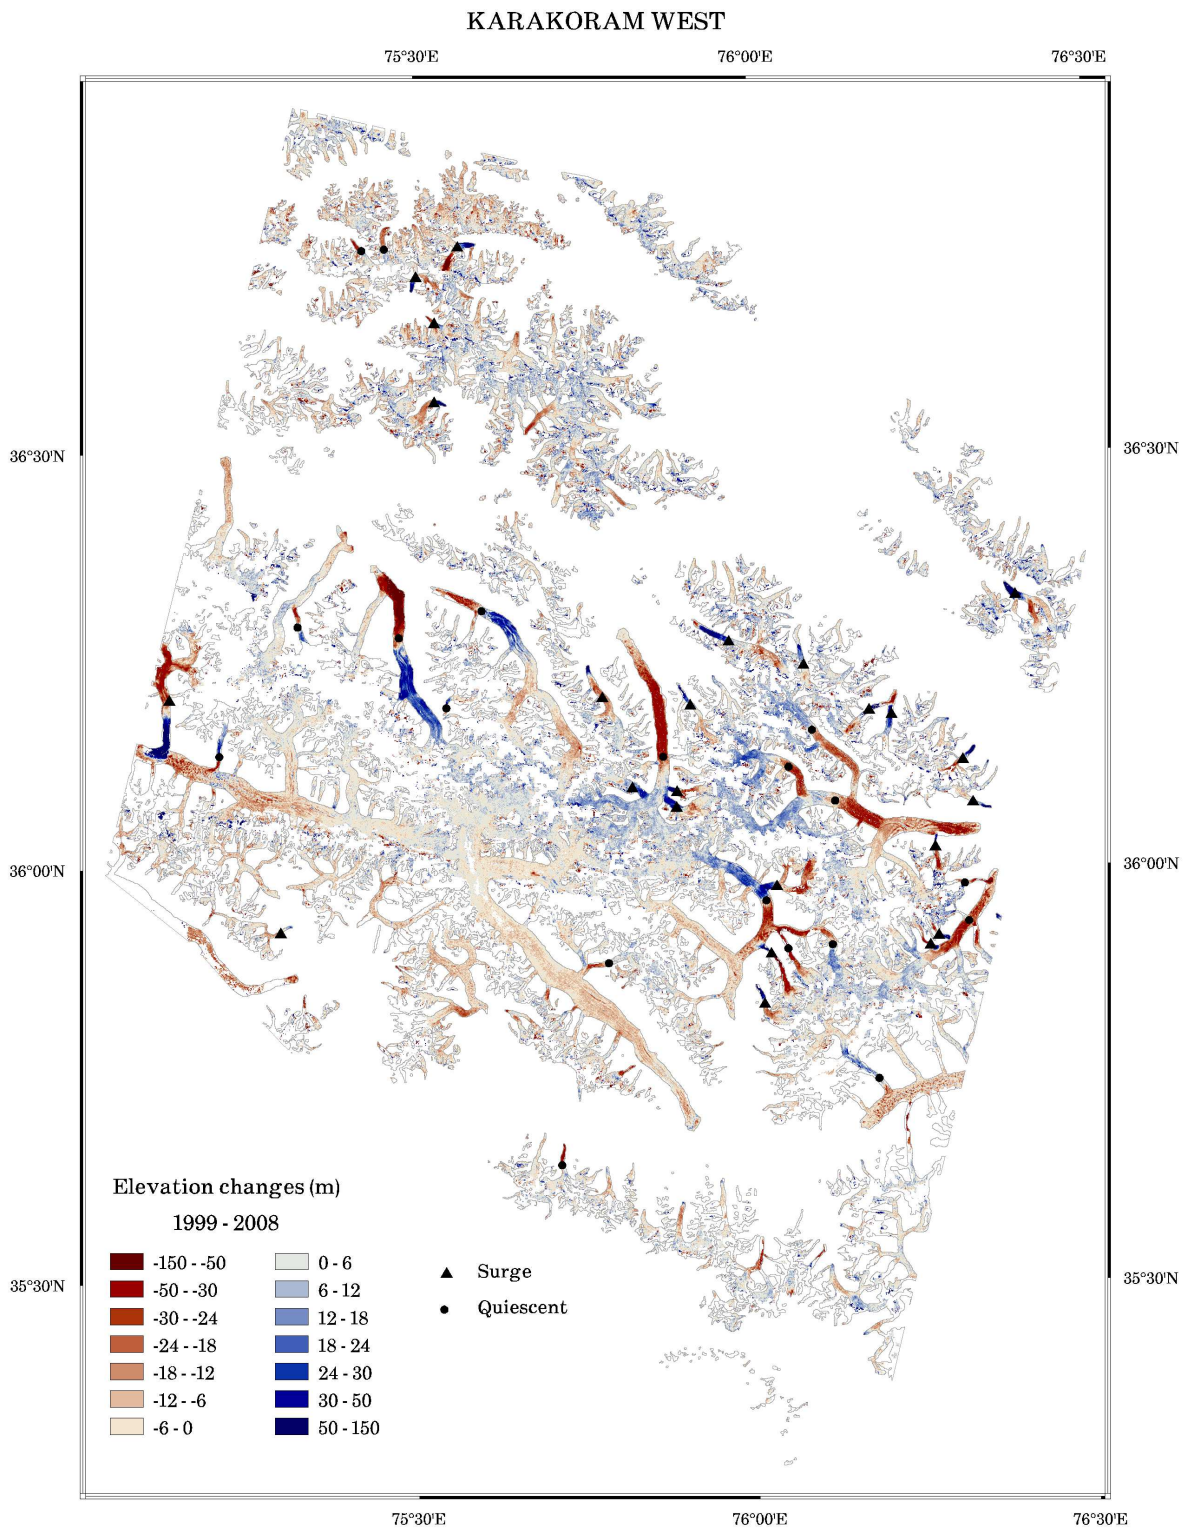 KARAKORAM WEST
75°30'E 76°00'E 76°30'E
36°30'N 36°30'N
36°00'N 36°00'N
Elevation changes (m)
1999 - 2008
-150 - -50 0 - 6
-50 - -30 6 - 12 Surge
-30 - -24 12 - 18 Quiescent
-24 - -18 18 - 24
-18 - -12 24 - 30
-12 - -6 30 - 50
-6 - 0 50 - 150
35°30'N 35°30'N
75°30'E 76°00'E 76°30'E